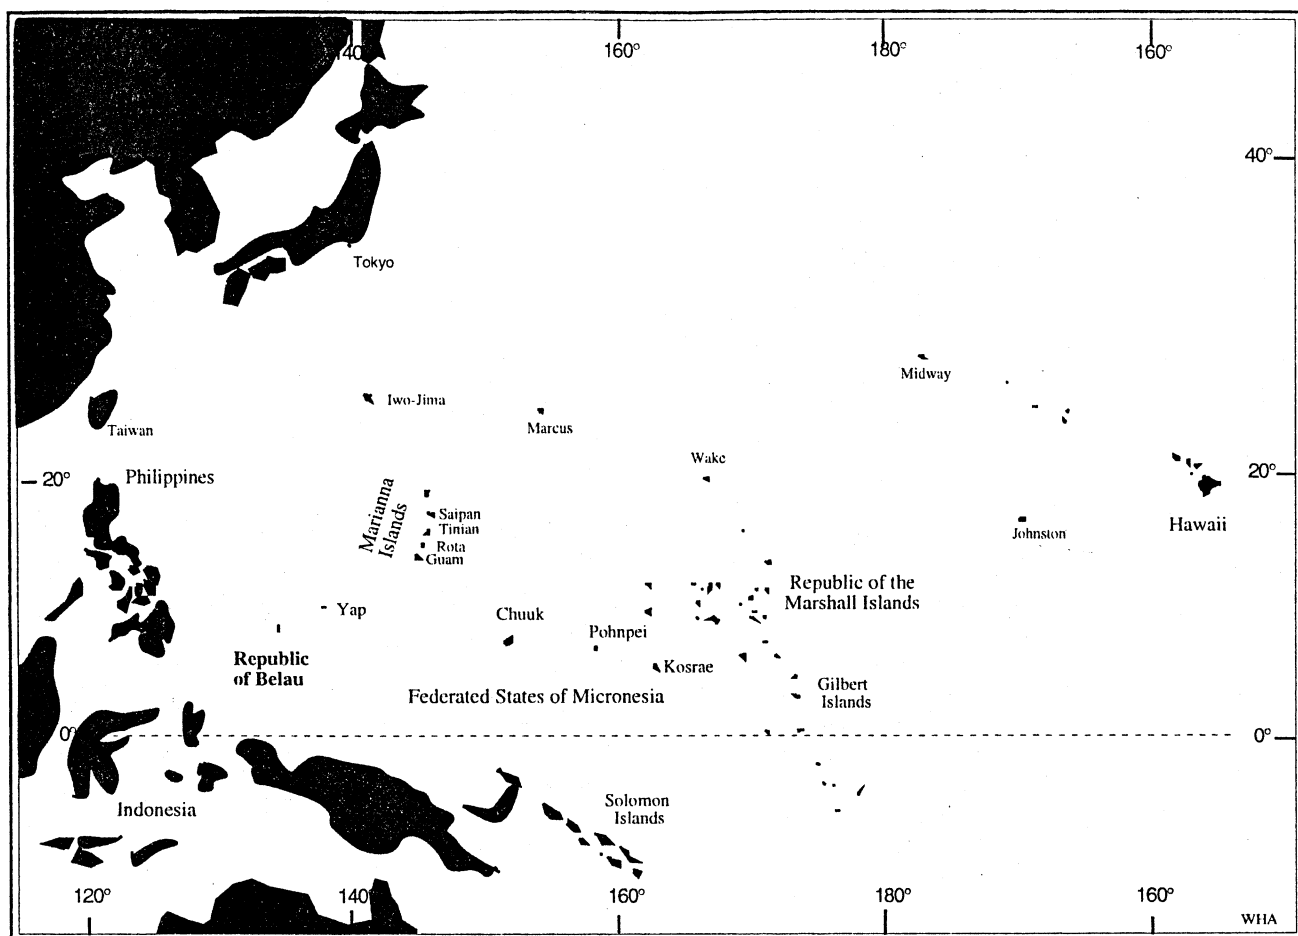 140°
160°
180°
160°
40°
Tokyo
Midway
Iwo-Jima
Marcus
Taiwan
Wake
20°
Philippines
20°
Marianna
Islands
Saipan
Tinian
Rota
Guam
Johnston
Hawaii
Republic of the
Marshall Islands
Yap
Chuuk
Pohnpei
Republic
of Belau
Kosrae
Federated States of Micronesia
Gilbert
Islands
0°
0°
Indonesia
Solomon
Islands
120°
140°
160°
180°
160°
WHA